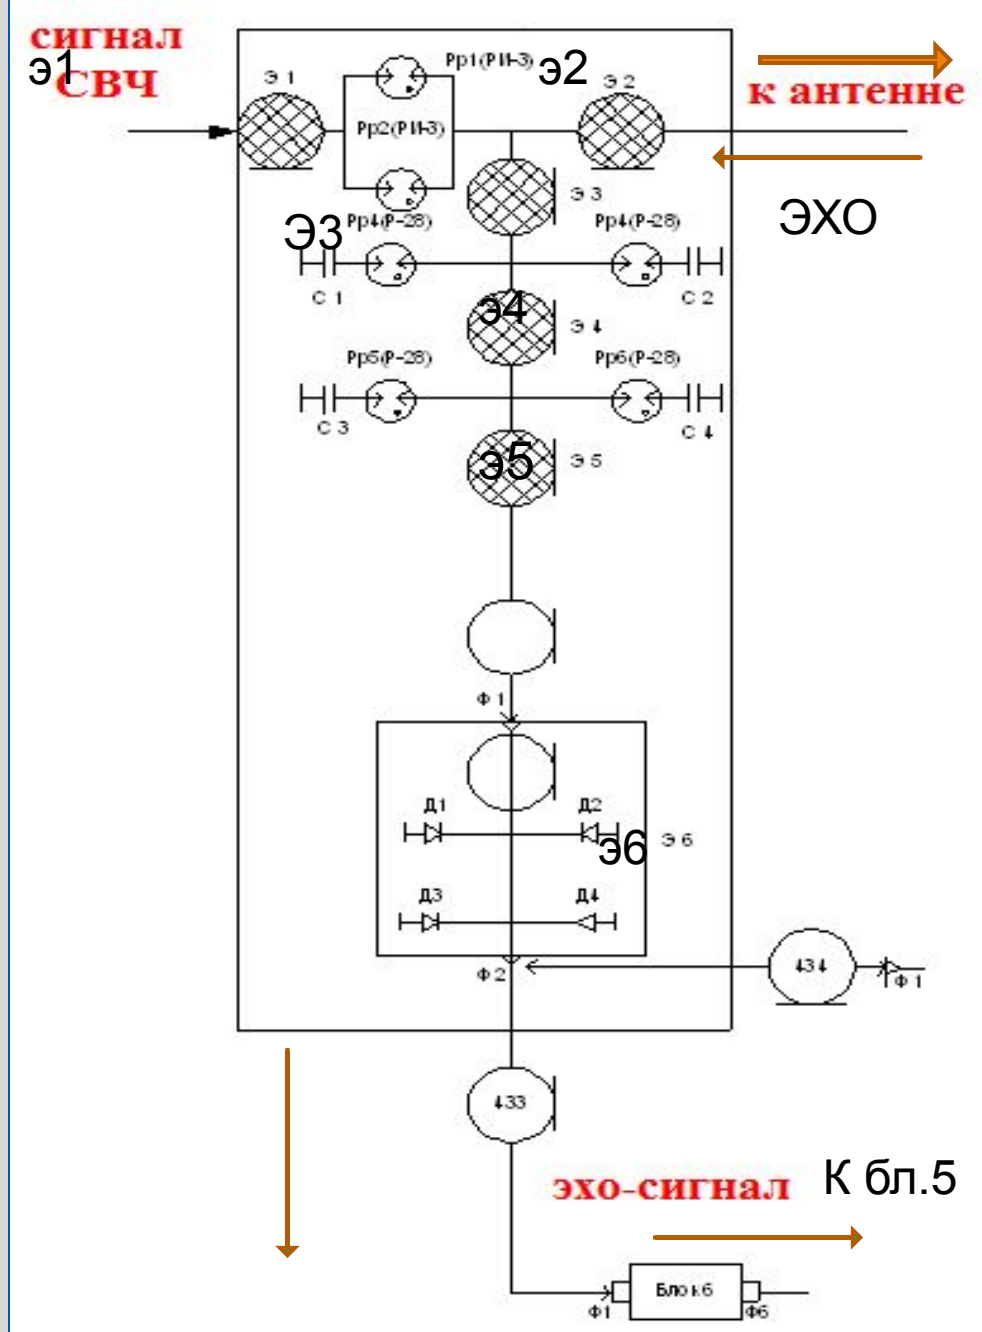 сигнал
э1
СВЧ
Э 1
Рр1(РИ-3)
э2
Э 2
к антенне
Рр2(РИ-3)
Э 3
ЭХО
Рр4(Р-28)
Э3
Рр4(Р-28)
С 1
С 2
э4
Э 4
Рр5(Р-28)
Рр6(Р-28)
С 3
С 4
э5
Э 5
Ф 1
Д1
Д2
э6
Э 6
Д3
Д4
434
Ф 2
Ф 1
433
эхо-сигнал
К бл.5
Блок6
Ф1
Ф6